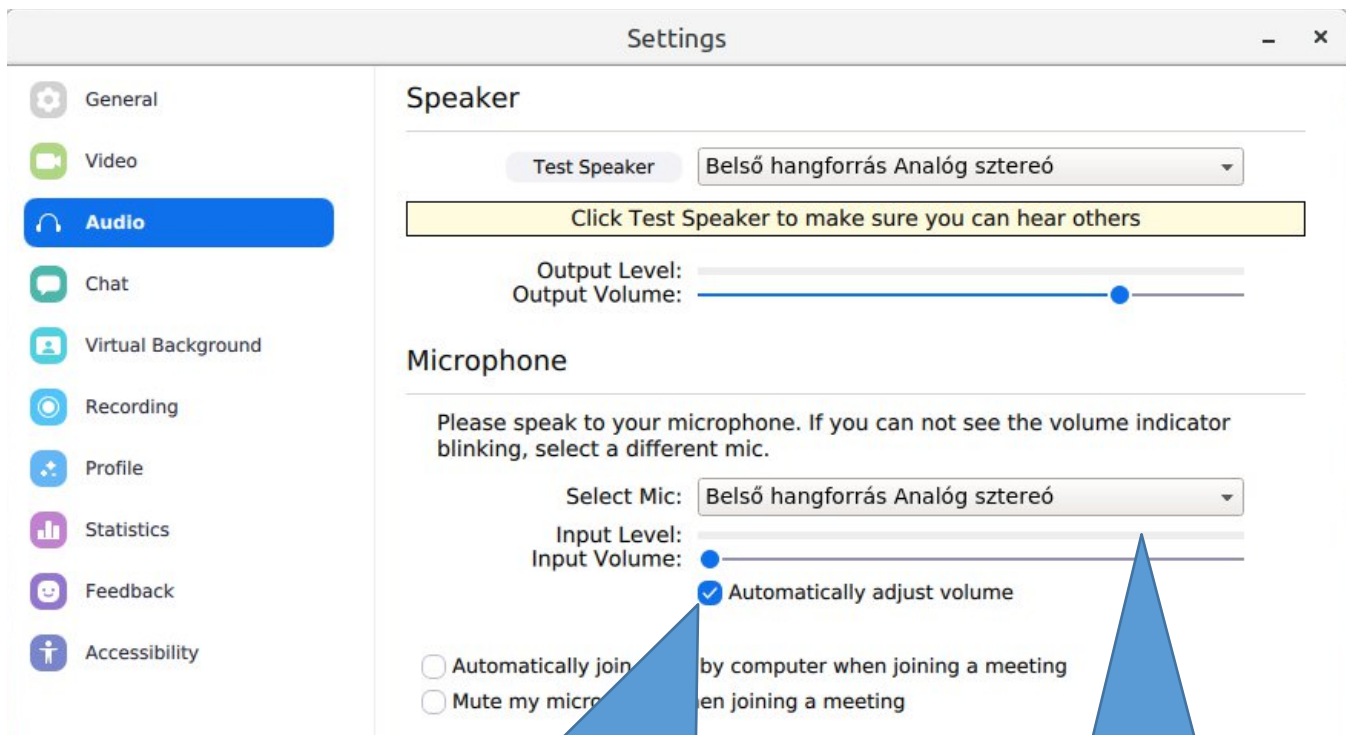 Settings
General
Video
Audio
Chat
Virtual Background
Recording
Profile
Statistics
Feedback
Accessibility
Speaker
Test Speaker
Belső hangforrás Analóg sztereó
Click Test Speaker to make sure you can hear others
Output Level:
Output Volume:
Microphone
Please speak to your microphone. If you can not see the volume indicator
blinking, select a different mic.
Select Mic: Belső hangforrás Analóg sztereó
Input Level:
Input Volume:
Automatically adjust volume
Automatically join by computer when joining a meeting
Mute my joining a meeting